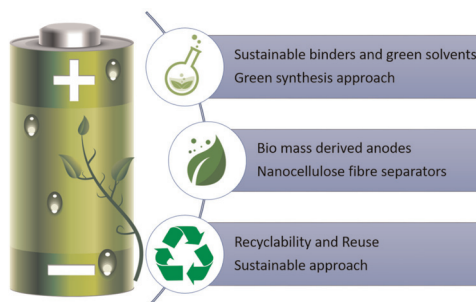 Sustainable binders and green solvents
Green synthesis approach
Bio mass derived anodes
Nanocellulose fibre separators
Recyclability and Reuse
Sustainable approach